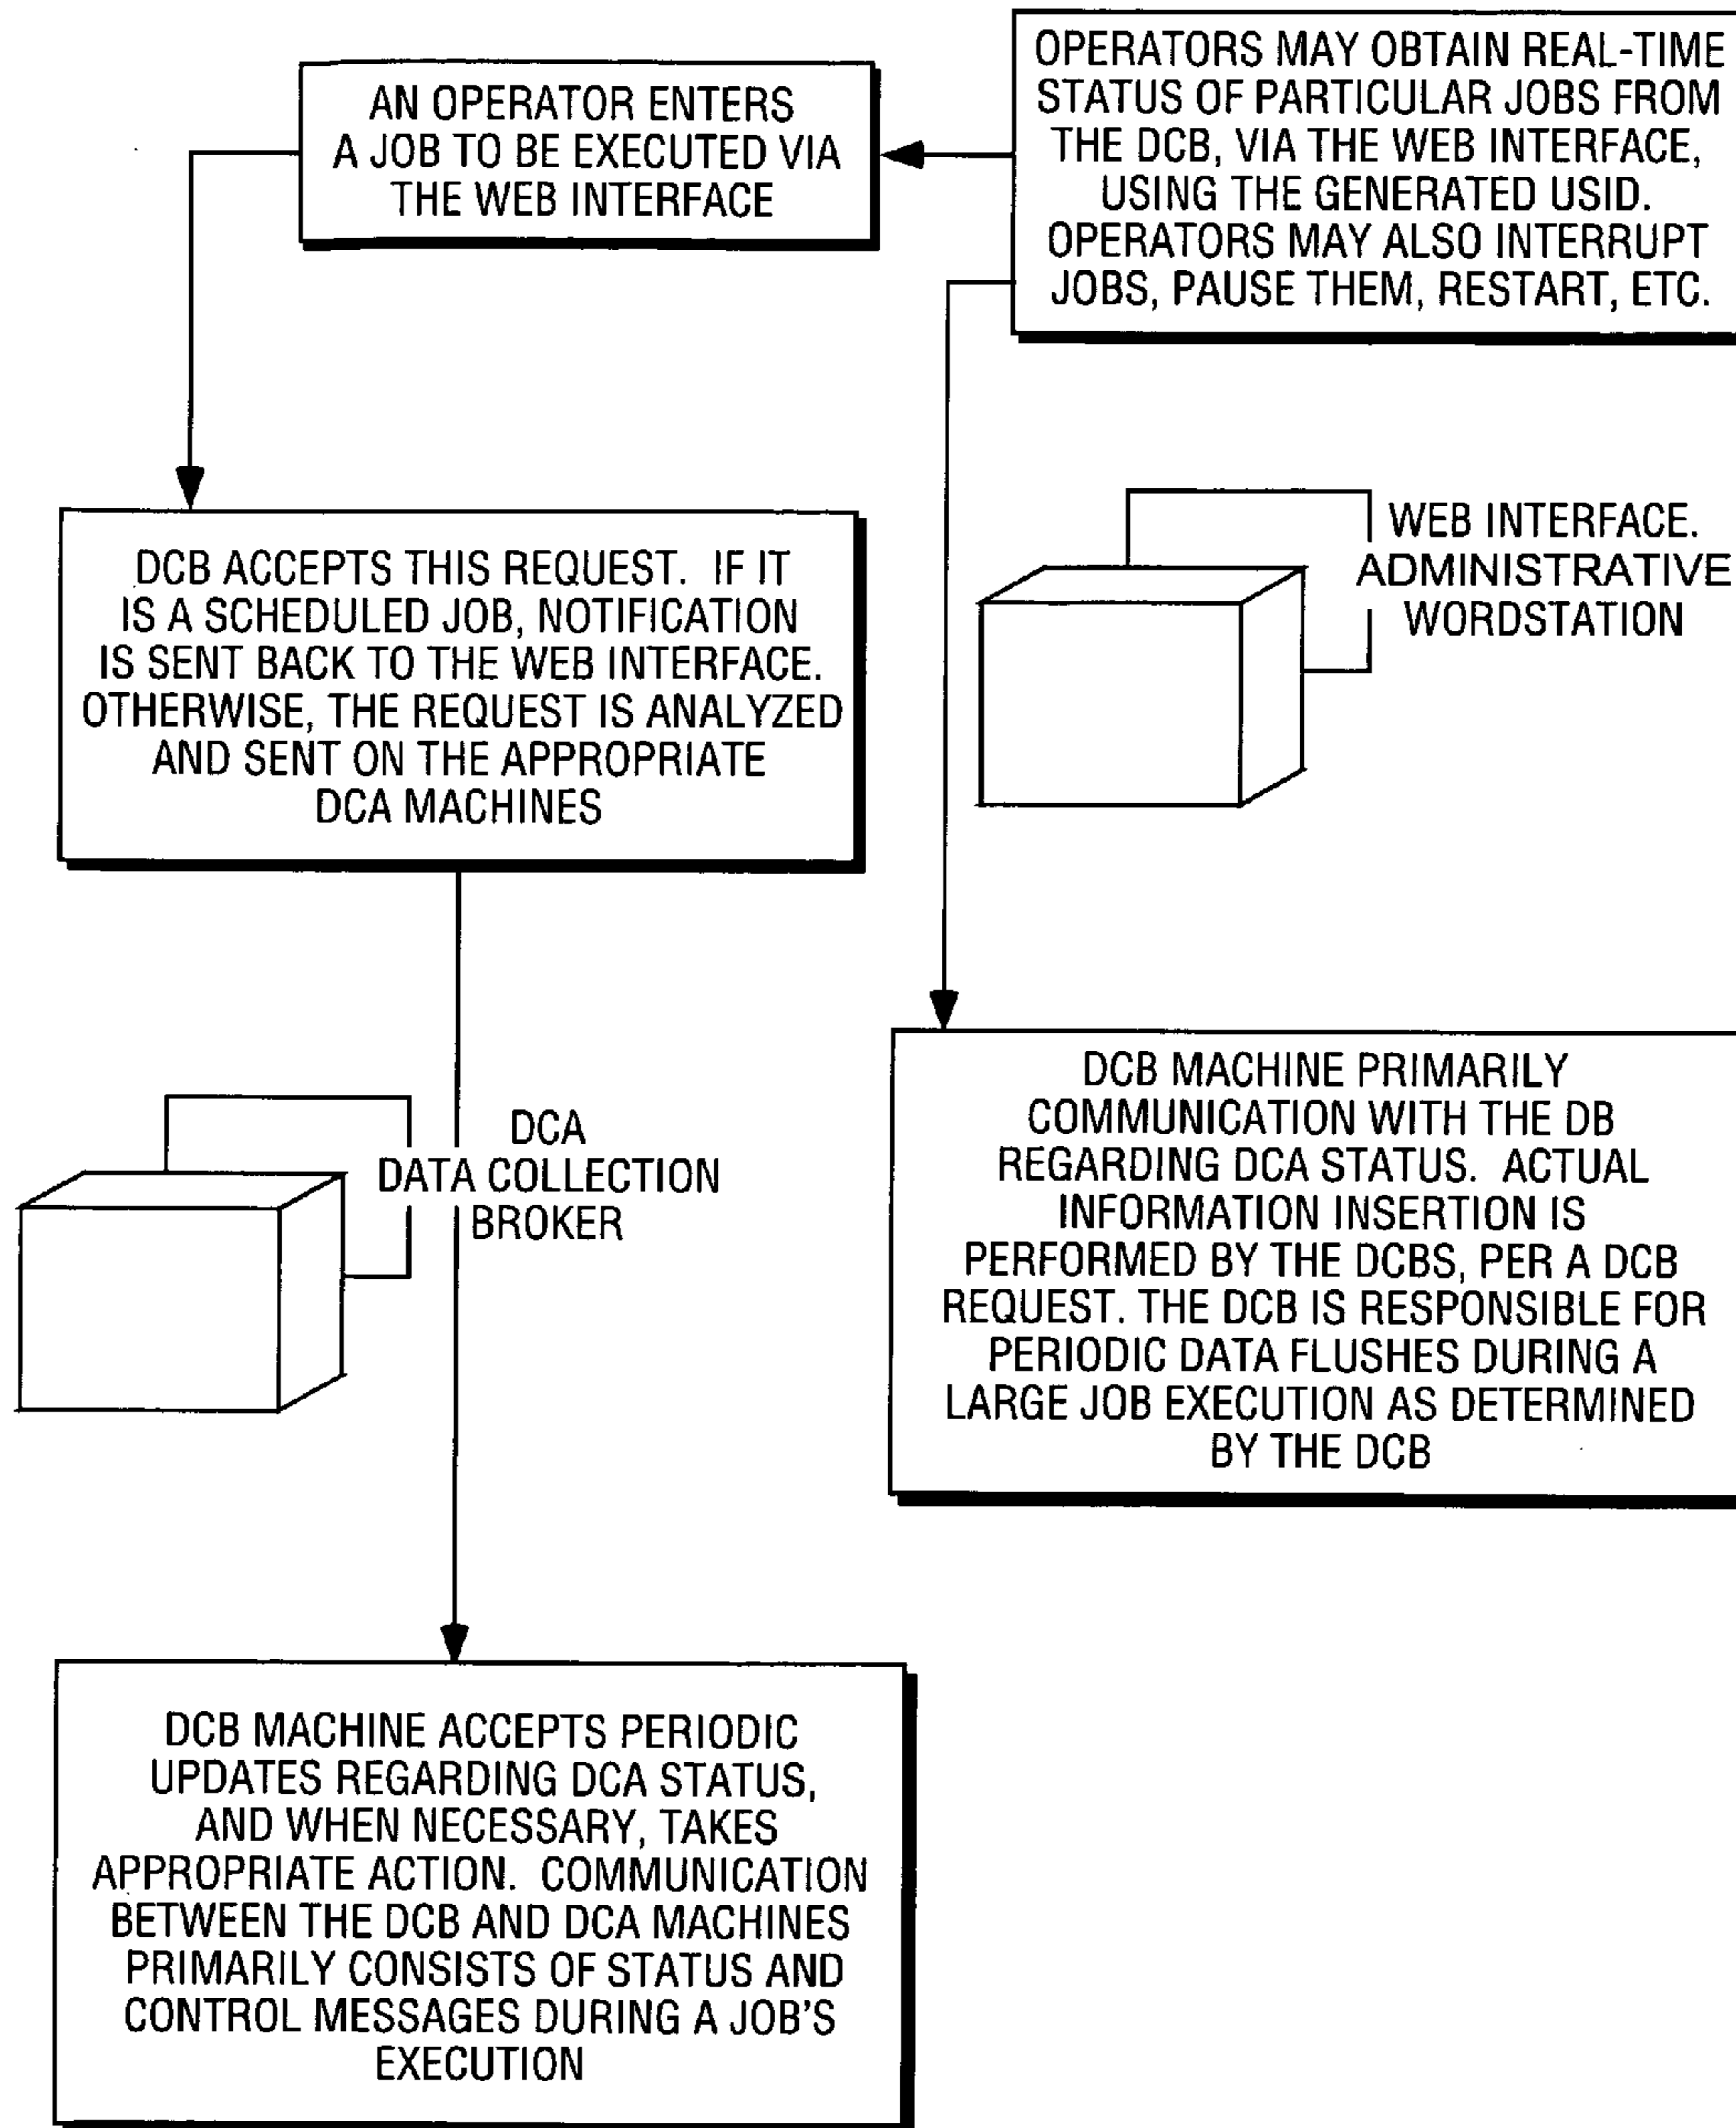 AN OPERATOR ENTERS
A JOB TO BE EXECUTED VIA
THE WEB INTERFACE
OPERATORS MAY OBTAIN REAL-TIME
STATUS OF PARTICULAR JOBS FROM
THE DCB, VIA THE WEB INTERFACE,
USING THE GENERATED USID.
OPERATORS MAY ALSO INTERRUPT
JOBS, PAUSE THEM, RESTART, ETC.
DCB ACCEPTS THIS REQUEST. IF IT
IS A SCHEDULED JOB, NOTIFICATION
IS SENT BACK TO THE WEB INTERFACE.
OTHERWISE, THE REQUEST IS ANALYZED
AND SENT ON THE APPROPRIATE
DCA MACHINES
WEB INTERFACE.
ADMINISTRATIVE
WORDSTATION
DCA
DATA COLLECTION
BROKER
DCB MACHINE PRIMARILY
COMMUNICATION WITH THE DB
REGARDING DCA STATUS. ACTUAL
INFORMATION INSERTION IS
PERFORMED BY THE DCBS, PER A DCB
REQUEST. THE DCB IS RESPONSIBLE FOR
PERIODIC DATA FLUSHES DURING A
LARGE JOB EXECUTION AS DETERMINED
BY THE DCB
DCB MACHINE ACCEPTS PERIODIC
UPDATES REGARDING DCA STATUS,
AND WHEN NECESSARY, TAKES
APPROPRIATE ACTION. COMMUNICATION
BETWEEN THE DCB AND DCA MACHINES
PRIMARILY CONSISTS OF STATUS AND
CONTROL MESSAGES DURING A JOB'S
EXECUTION